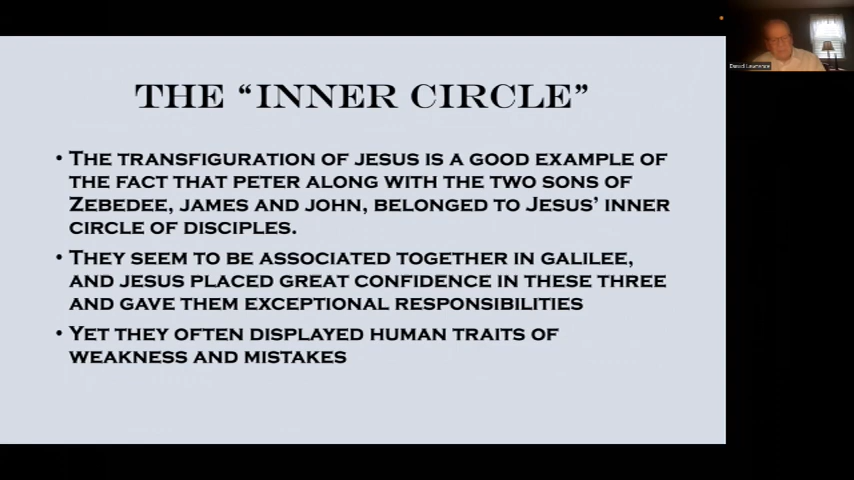 THE “INNER CIRCLE”
• THE TRANSFIGURATION OF JESUS IS A GOOD EXAMPLE OF
THE FACT THAT PETER ALONG WITH THE TWO SONS OF
ZEBEDEE, JAMES AND JOHN, BELONGED TO JESUS’ INNER
CIRCLE OF DISCIPLES.
• THEY SEEM TO BE ASSOCIATED TOGETHER IN GALILEE,
AND JESUS PLACED GREAT CONFIDENCE IN THESE THREE
AND GAVE THEM EXCEPTIONAL RESPONSIBILITIES
• YET THEY OFTEN DISPLAYED HUMAN TRAITS OF
WEAKNESS AND MISTAKES
Lawrence